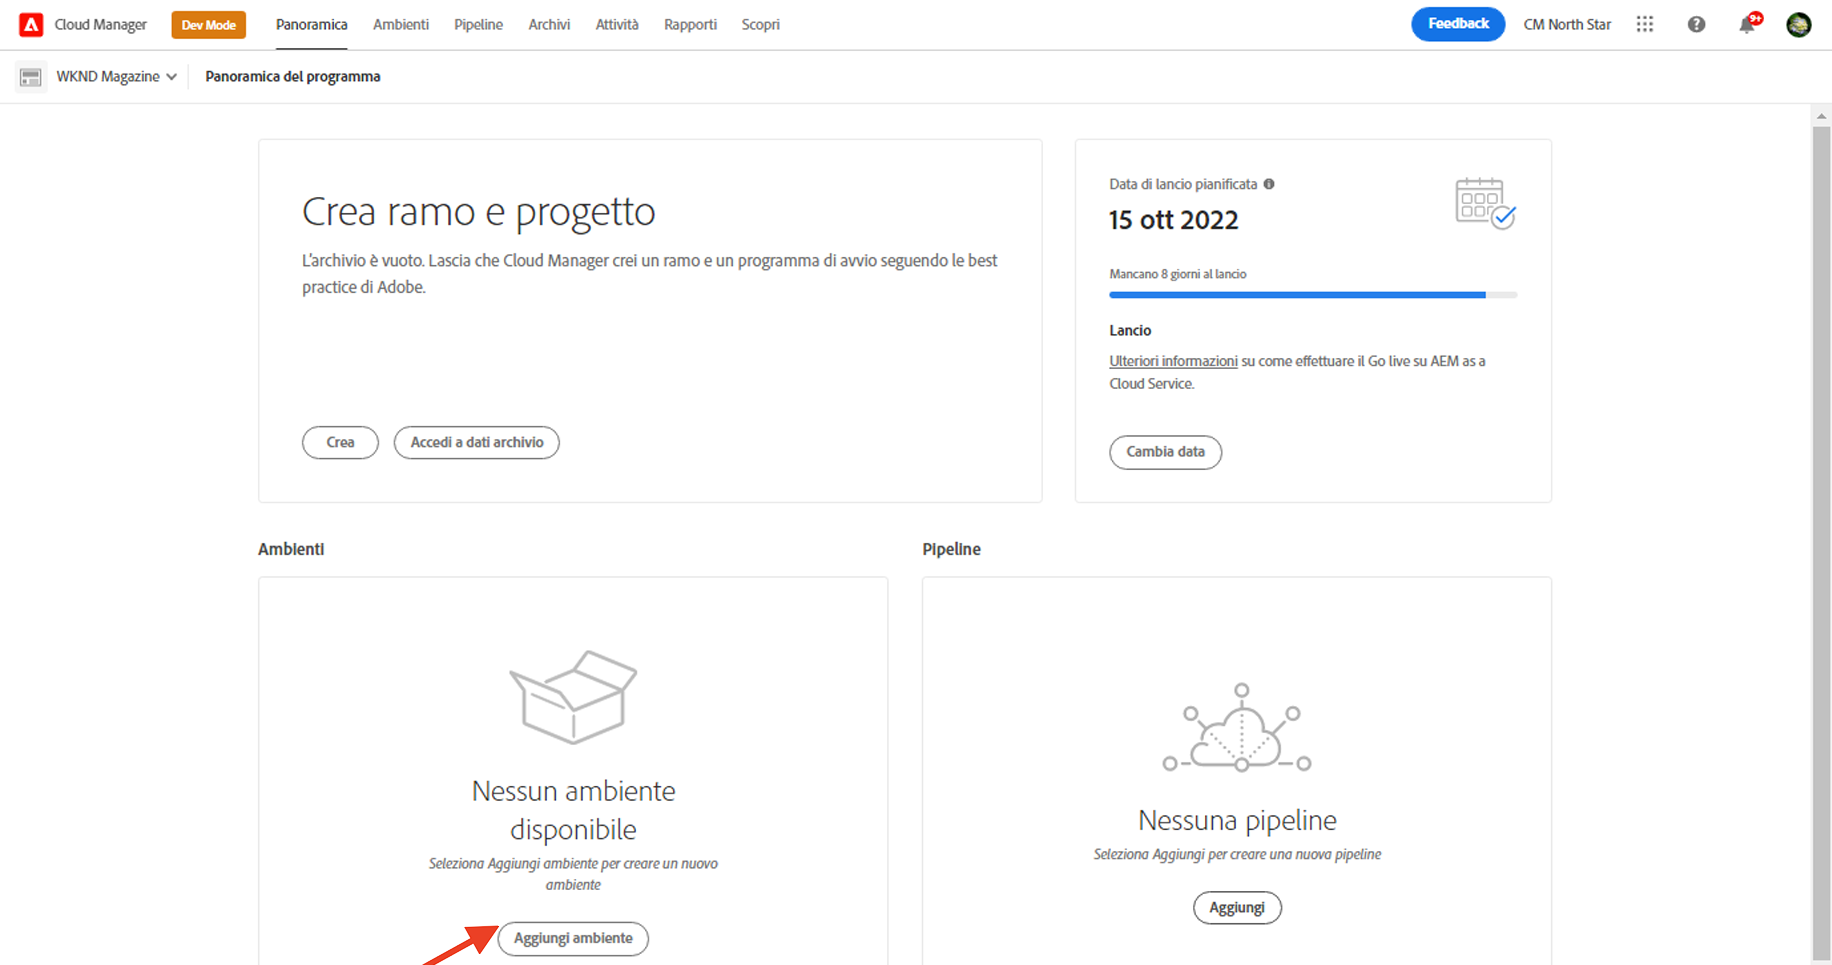 Cloud Manager
Dev Mode
Panoramica
Ambienti
Pipeline
Archivi
Attività
Rapporti
Scopri
Feedback
CM North Star
9+
WKND Magazine
Panoramica del programma
Crea ramo e progetto
L'archivio è vuoto. Lascia che Cloud Manager crei un ramo e un programma di avvio seguendo le best
practice di Adobe.
Crea
Accedi a dati archivio
Data di lancio pianificata
15 ott 2022
Mancano 8 giorni al lancio
Lancio
Ulteriori informazioni su come effettuare il Go live su AEM as a
Cloud Service.
Cambia data
Ambienti
Nessun ambiente
disponibile
Seleziona Aggiungi ambiente per creare un nuovo
ambiente
Aggiungi ambiente
Pipeline
Nessuna pipeline
Seleziona Aggiungi per creare una nuova pipeline
Aggiungi